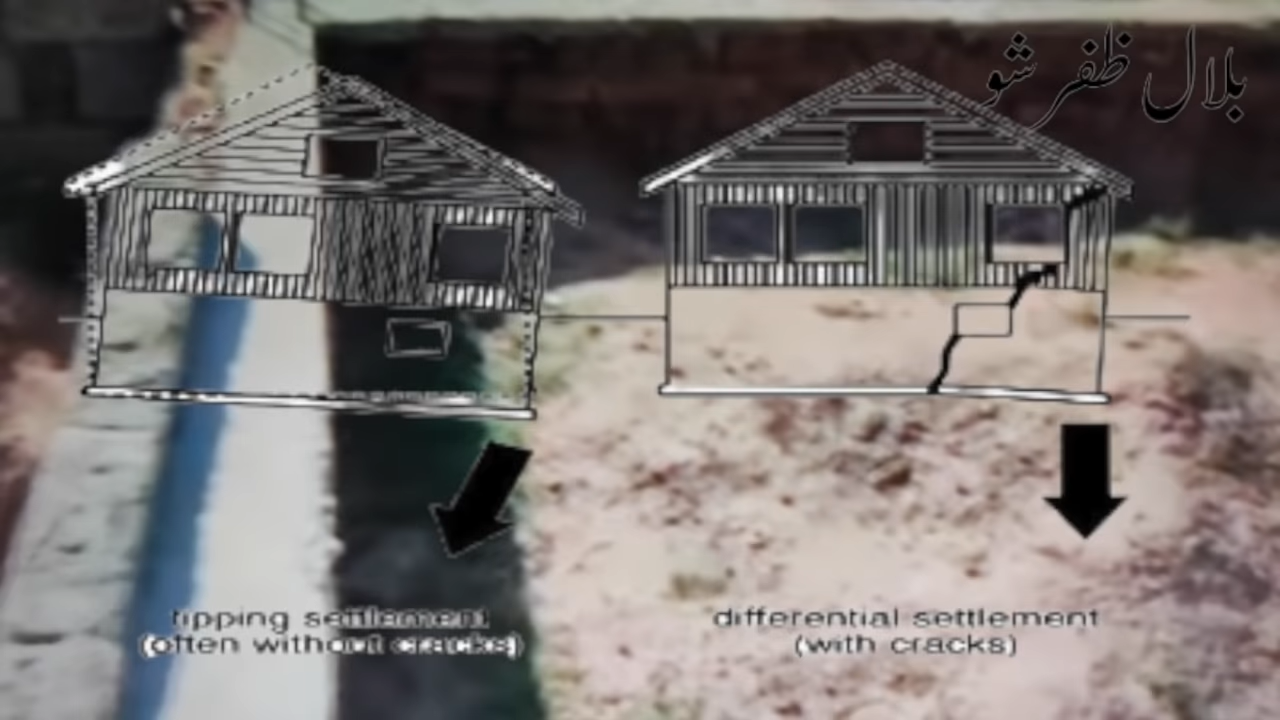 بلال ظفر شو
tipping settlement
(often without cracks)
differential settlement
(with cracks)